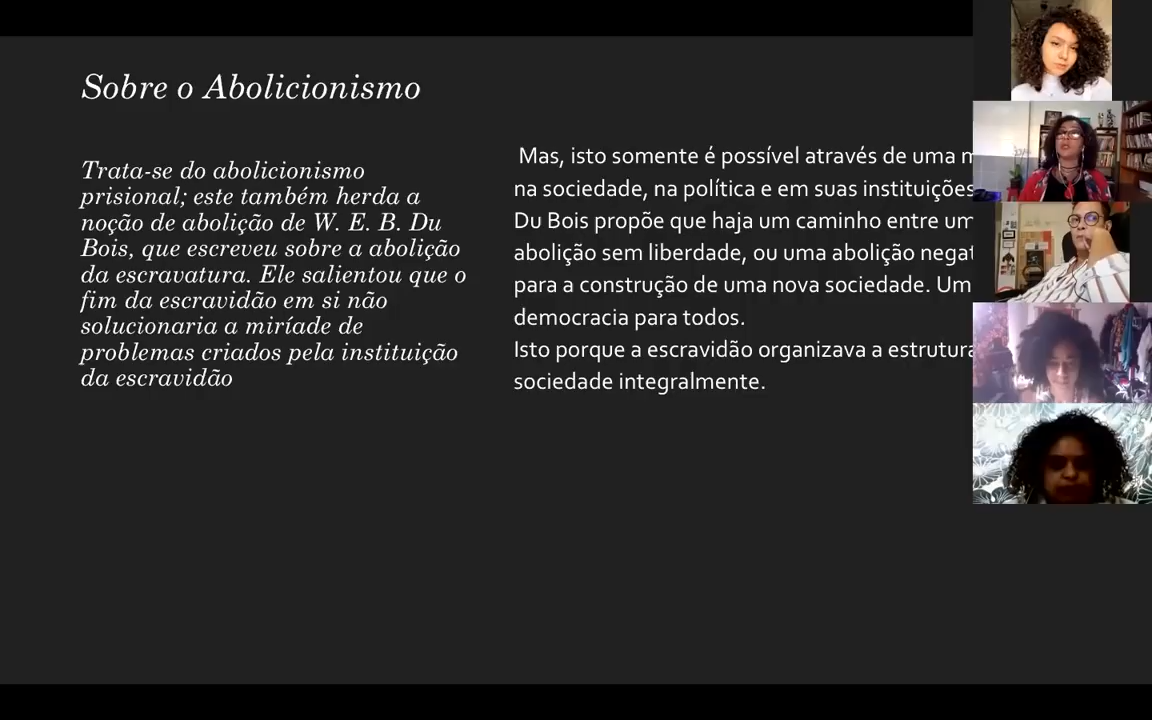 Sobre o Abolicionismo
Trata-se do abolicionismo
prisional; este também herda a
noção de abolição de W. E. B. Du
Bois, que escreveu sobre a abolição
da escravatura. Ele salientou que o
fim da escravidão em si não
solucionaria a miríade de
problemas criados pela instituição
da escravidão
Mas, isto somente é possível através de uma
na sociedade, na política e em suas instituições
Du Bois propõe que haja um caminho entre
abolição sem liberdade, ou uma abolição
para a construção de uma nova sociedade.
democracia para todos.
Isto porque a escravidão organizava a
sociedade integralmente.